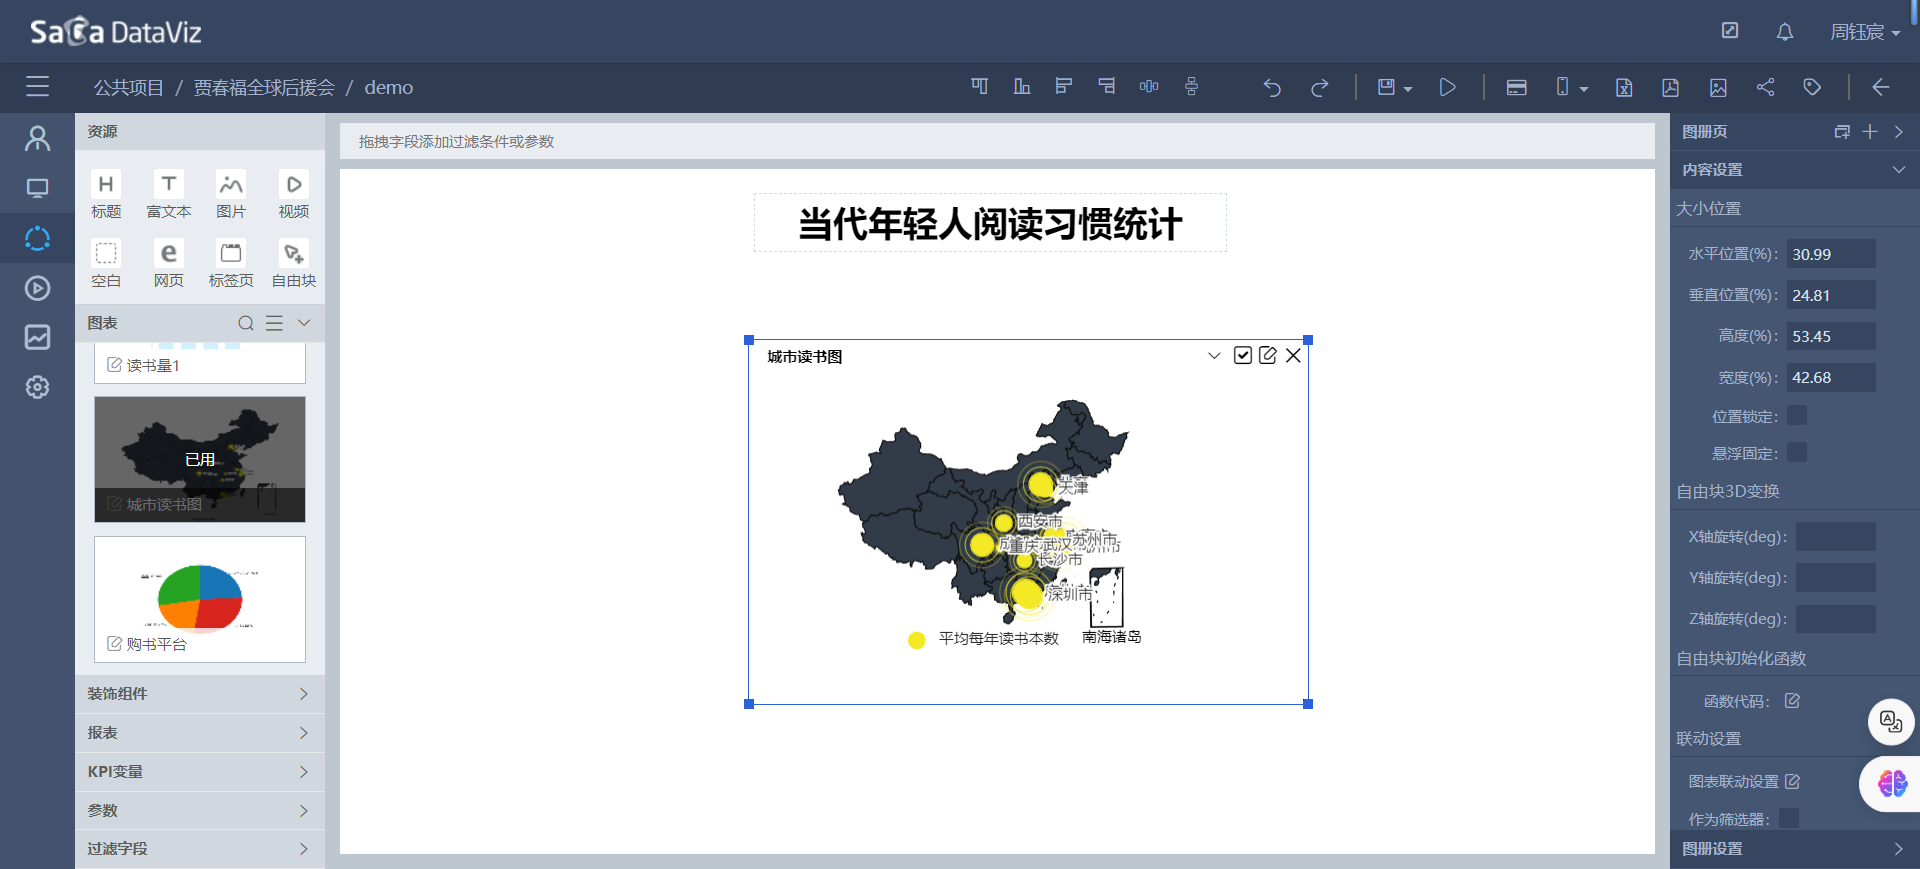 SaCa DataViz
周钰宸
公共项目 / 贾春福全球后援会 / demo
资源
标题 富文本 图片 视频
空白 网页 标签页 自由块
图表
读书量1
已用
城市读书图
购书平台
装饰组件
报表
KPI变量
参数
过滤字段
拖拽字段添加过滤条件或参数
当代年轻人阅读习惯统计
城市读书图
天津
西安市
重庆 武汉 苏州市
长沙市
深圳市
平均每年读书本数
南海诸岛
图册页
内容设置
大小位置
水平位置(%): 30.99
垂直位置(%): 24.81
高度(%): 53.45
宽度(%): 42.68
位置锁定:
悬浮固定:
自由块3D变换
X轴旋转(deg):
Y轴旋转(deg):
Z轴旋转(deg):
自由块初始化函数
函数代码:
联动设置
图表联动设置
作为筛选器:
图册设置